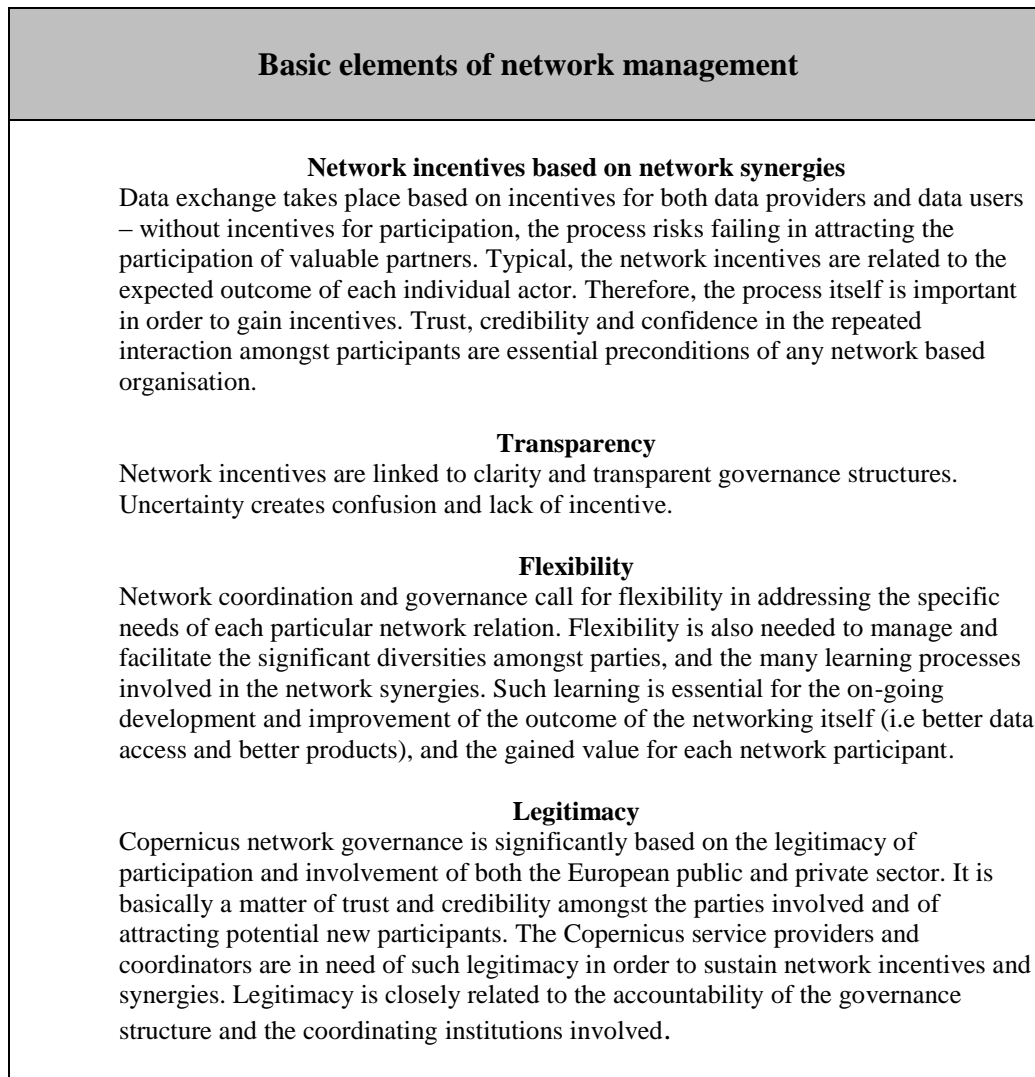 Basic elements of network management
Network incentives based on network synergies
Data exchange takes place based on incentives for both data providers and data users
– without incentives for participation, the process risks failing in attracting the
participation of valuable partners. Typical, the network incentives are related to the
expected outcome of each individual actor. Therefore, the process itself is important
in order to gain incentives. Trust, credibility and confidence in the repeated
interaction amongst participants are essential preconditions of any network based
organisation.
Transparency
Network incentives are linked to clarity and transparent governance structures.
Uncertainty creates confusion and lack of incentive.
Flexibility
Network coordination and governance call for flexibility in addressing the specific
needs of each particular network relation. Flexibility is also needed to manage and
facilitate the significant diversities amongst parties, and the many learning processes
involved in the network synergies. Such learning is essential for the on-going
development and improvement of the outcome of the networking itself (i.e better data
access and better products), and the gained value for each network participant.
Legitimacy
Copernicus network governance is significantly based on the legitimacy of
participation and involvement of both the European public and private sector. It is
basically a matter of trust and credibility amongst the parties involved and of
attracting potential new participants. The Copernicus service providers and
coordinators are in need of such legitimacy in order to sustain network incentives and
synergies. Legitimacy is closely related to the accountability of the governance
structure and the coordinating institutions involved.